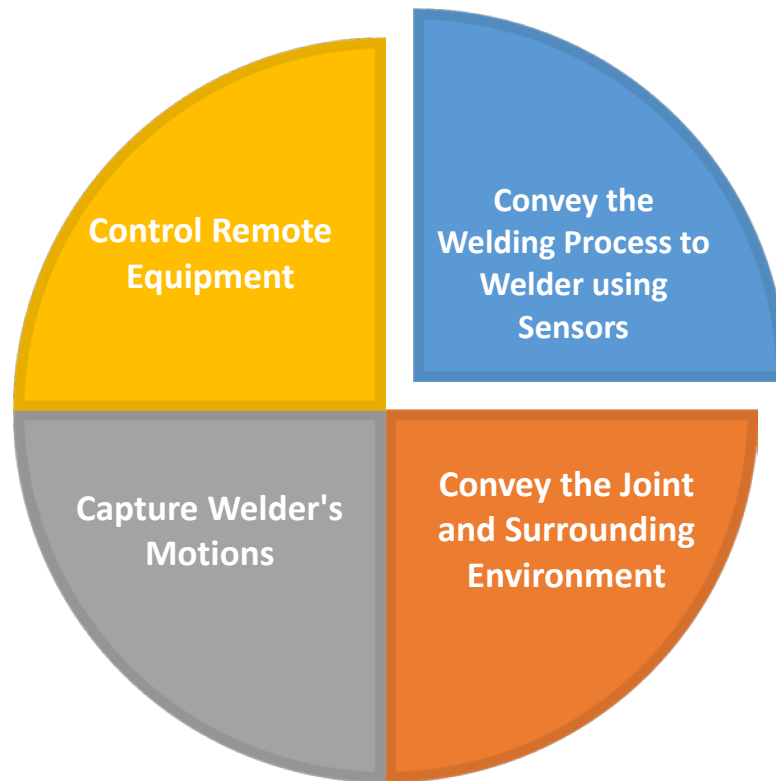 Control Remote
Equipment
Convey the
Welding Process to
Welder using
Sensors
Capture Welder's
Motions
Convey the Joint
and Surrounding
Environment